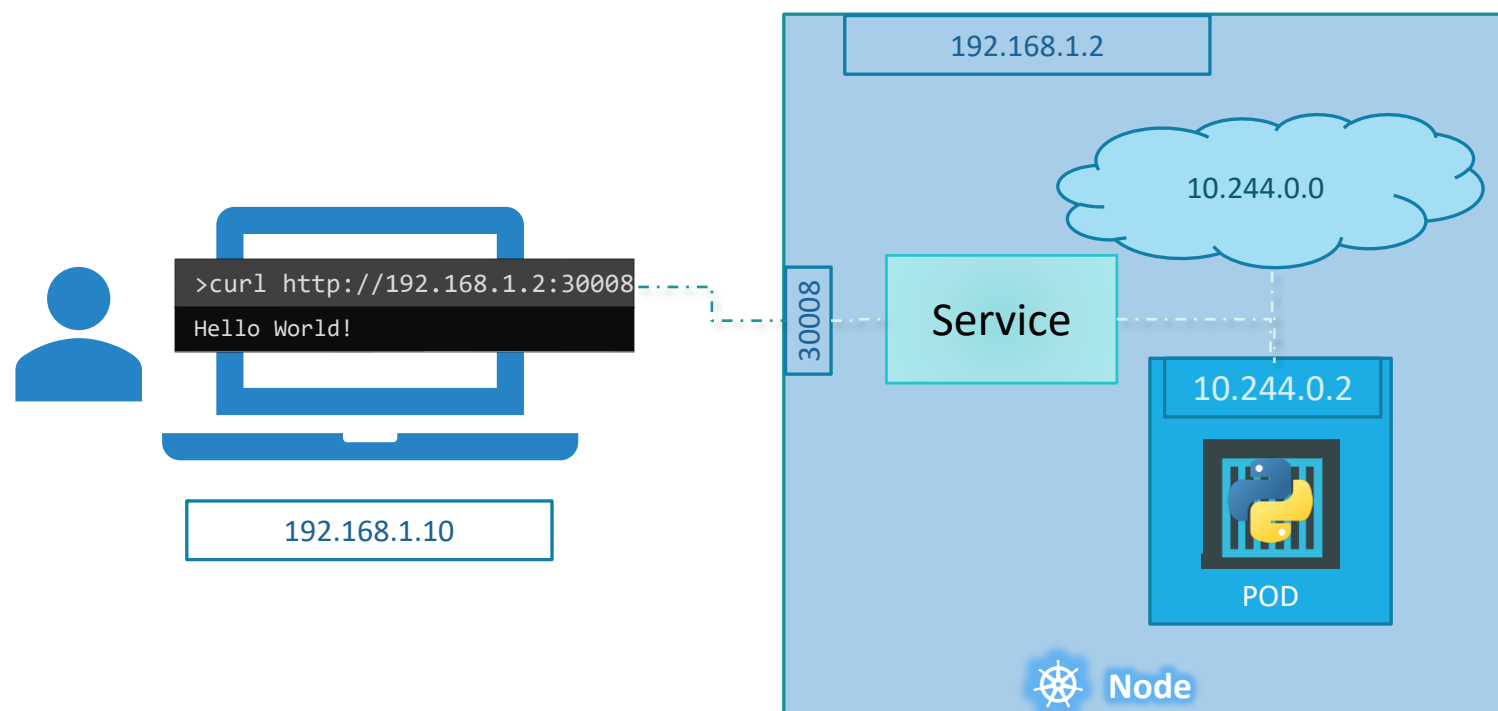 192.168.1.2
10.244.0.0
>curl http://192.168.1.2:30008
Hello World!
30008
Service
10.244.0.2
POD
192.168.1.10
Node